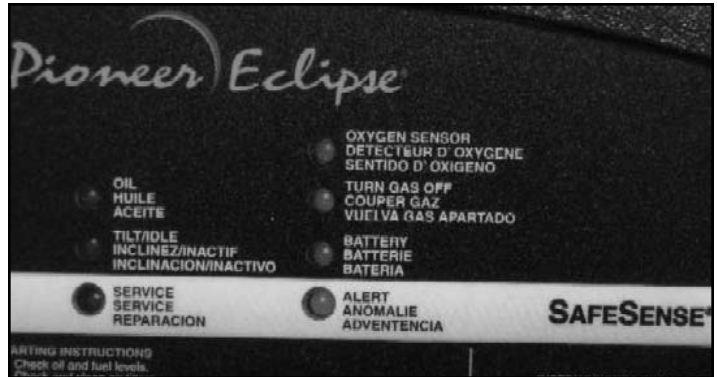 Pioneer Eclipse
OXYGEN SENSOR
DETECTEUR D' OXYGENE
SENTIDO D' OXIGENO
OIL
HUILE
ACEITE
TURN GAS OFF
COUPER GAZ
VUELVA GAS APARTADO
TILT/IDLE
INCLINEZ/INACTIF
INCLINACION/INACTIVO
BATTERY
BATTERIE
BATERIA
SERVICE
SERVICE
REPARACION
ALERT
ANOMALIE
ADVENTENCIA
SAFESENSE
ARTING INSTRUCTIONS
Check oil and fuel levels.